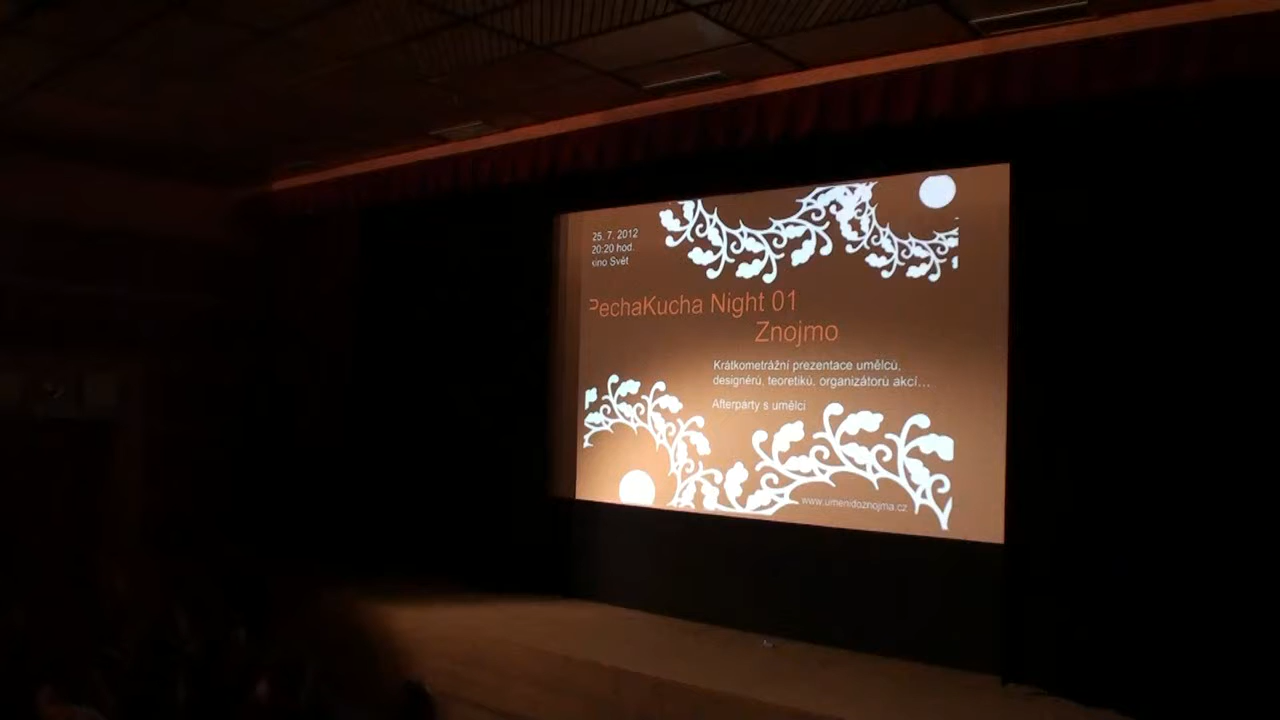 25. 7. 2012
20:20 hod.
kino Svět
PechaKucha Night 01
Znojmo
Krátkometrážní prezentace umělců,
designérů, teoretiků, organizátorů akcí...
Afterparty s umělci
www.umenidoznojma.cz